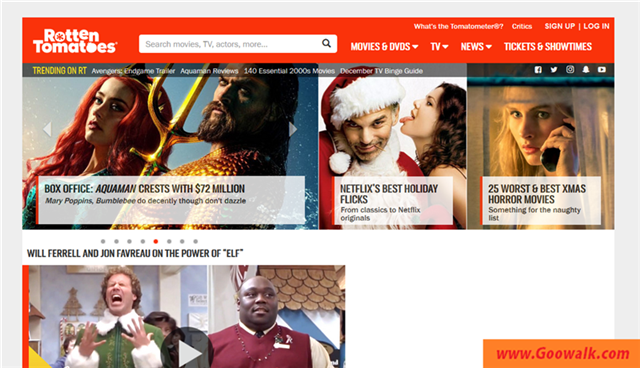 What's the Tomatometer®? Critics SIGN UP | LOG IN
Rotten
Tomatoes
Search movies, TV, actors, more...
MOVIES & DVDS TV NEWS TICKETS & SHOWTIMES
TRENDING ON RT Avengers: Endgame Trailer Aquaman Reviews 140 Essential 2000s Movies December TV Binge Guide
BOX OFFICE: AQUAMAN CRESTS WITH $72 MILLION
Mary Poppins, Bumblebee do decently though don't dazzle
NETFLIX'S BEST HOLIDAY
FLICKS
From classics to Netflix
originals
25 WORST & BEST XMAS
HORROR MOVIES
Something for the naughty
list
WILL FERRELL AND JON FAVREAU ON THE POWER OF "ELF"
www.Goowalk.com